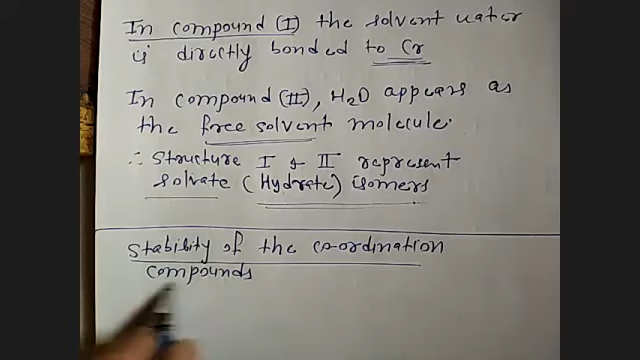 In compound (I) the solvent water
is directly bonded to Cr
In compound (II), H2O appears as
the free solvent molecule.
∴ Structure I & II represent
solvate (Hydrate) isomers
Stability of the co-ordination
compounds